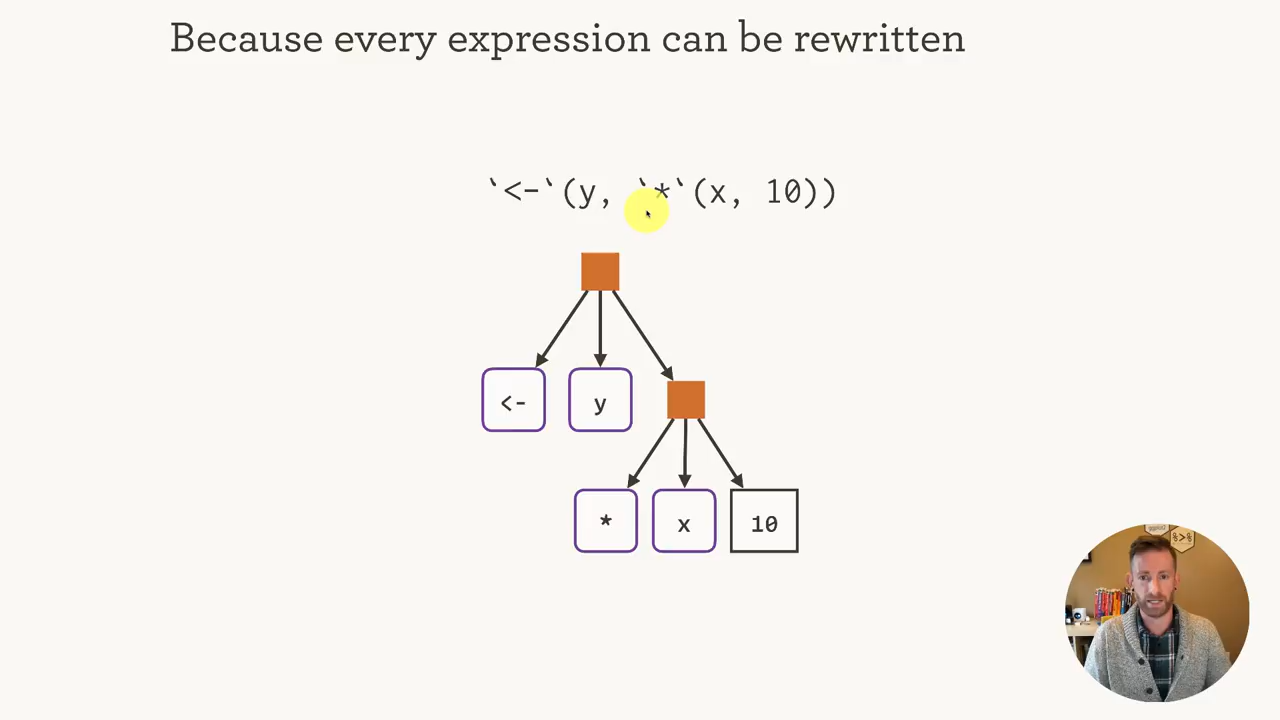 Because every expression can be rewritten
`<-`(y, `*`(x, 10))
<- y
* x 10
%>%